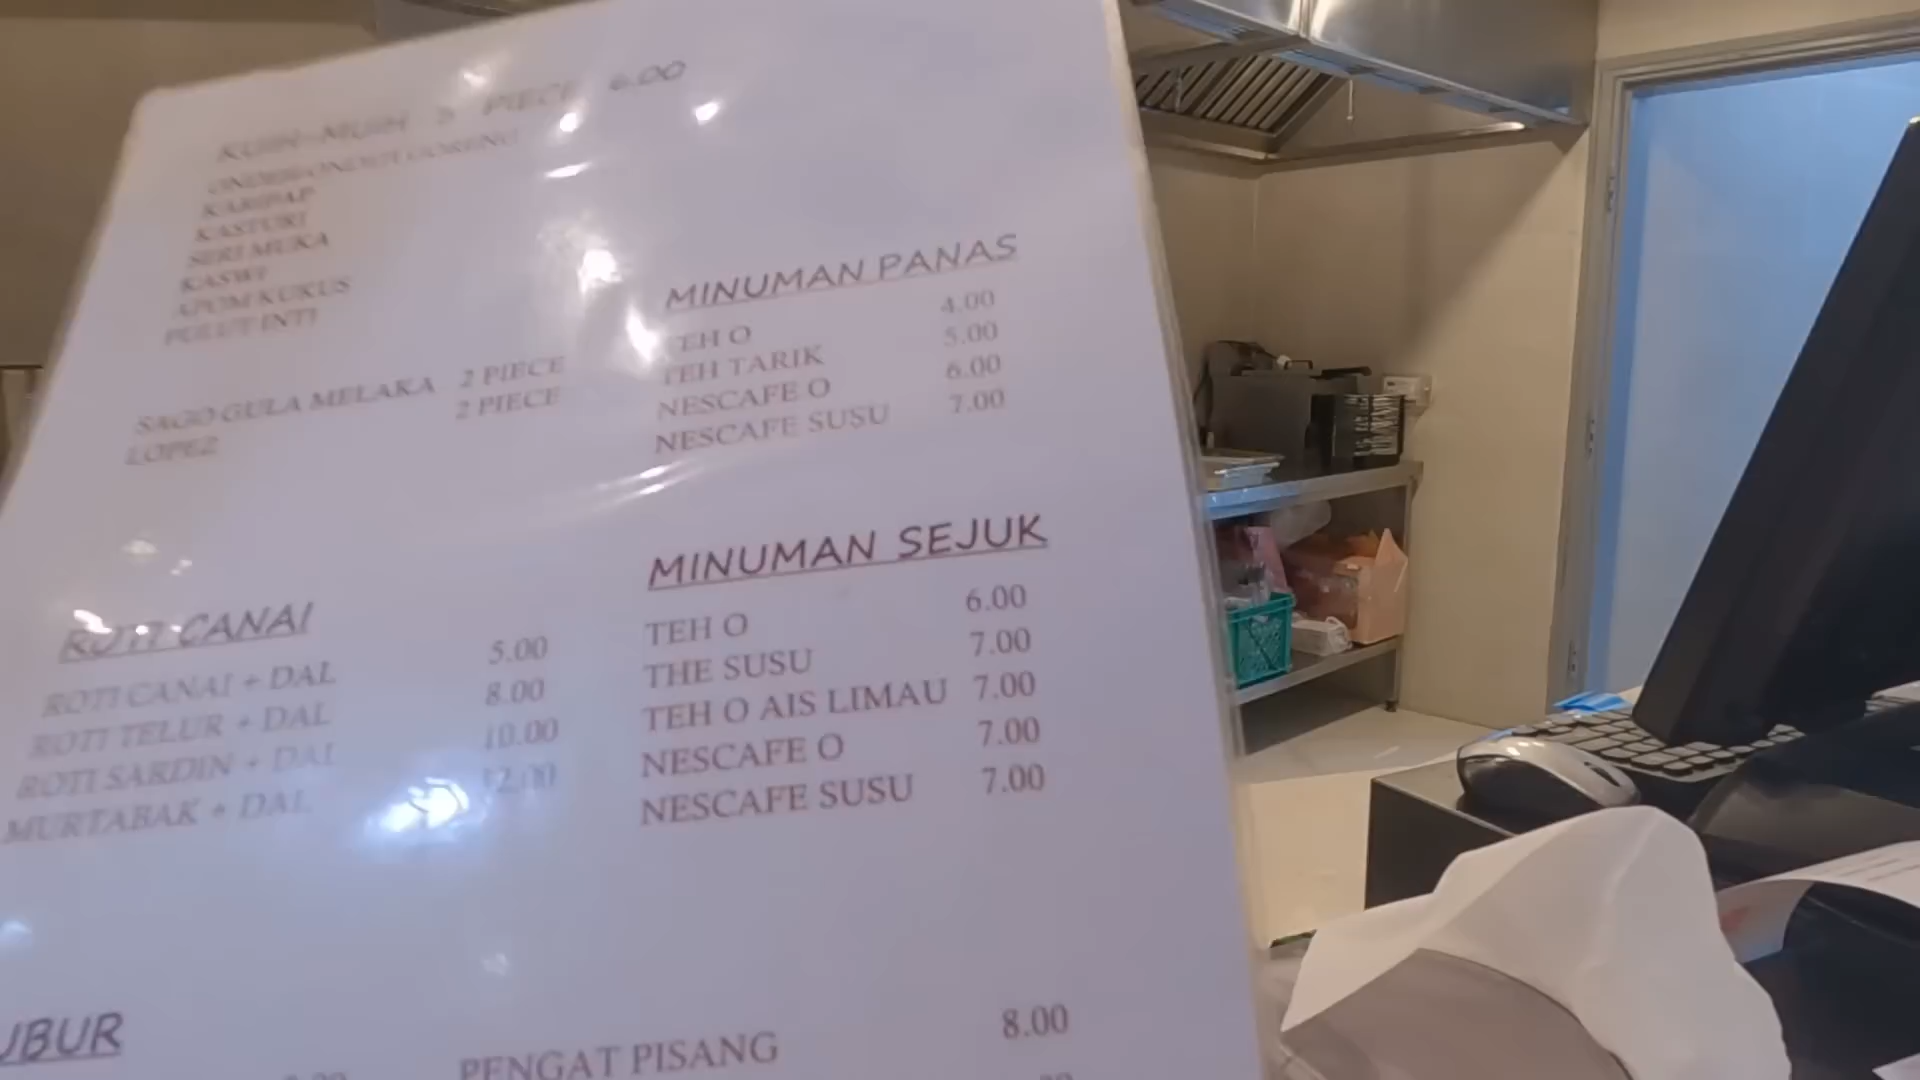 KUIH-MUIH 3 PIECE 6.00
ONDEH-ONDEH GORENG
KARIPAP
KASTURI
SERI MUKA
KASWI
APOM KUKUS
PULUT INTI
SAGO GULA MELAKA 2 PIECE
LOPEZ 2 PIECE
MINUMAN PANAS
TEH O 4.00
TEH TARIK 5.00
NESCAFE O 6.00
NESCAFE SUSU 7.00
ROTI CANAI
ROTI CANAI + DAL 5.00
ROTI TELUR + DAL 8.00
ROTI SARDIN + DAL 10.00
MURTABAK + DAL 12.00
MINUMAN SEJUK
TEH O 6.00
THE SUSU 7.00
TEH O AIS LIMAU 7.00
NESCAFE O 7.00
NESCAFE SUSU 7.00
UBUR
PENGAT PISANG 8.00